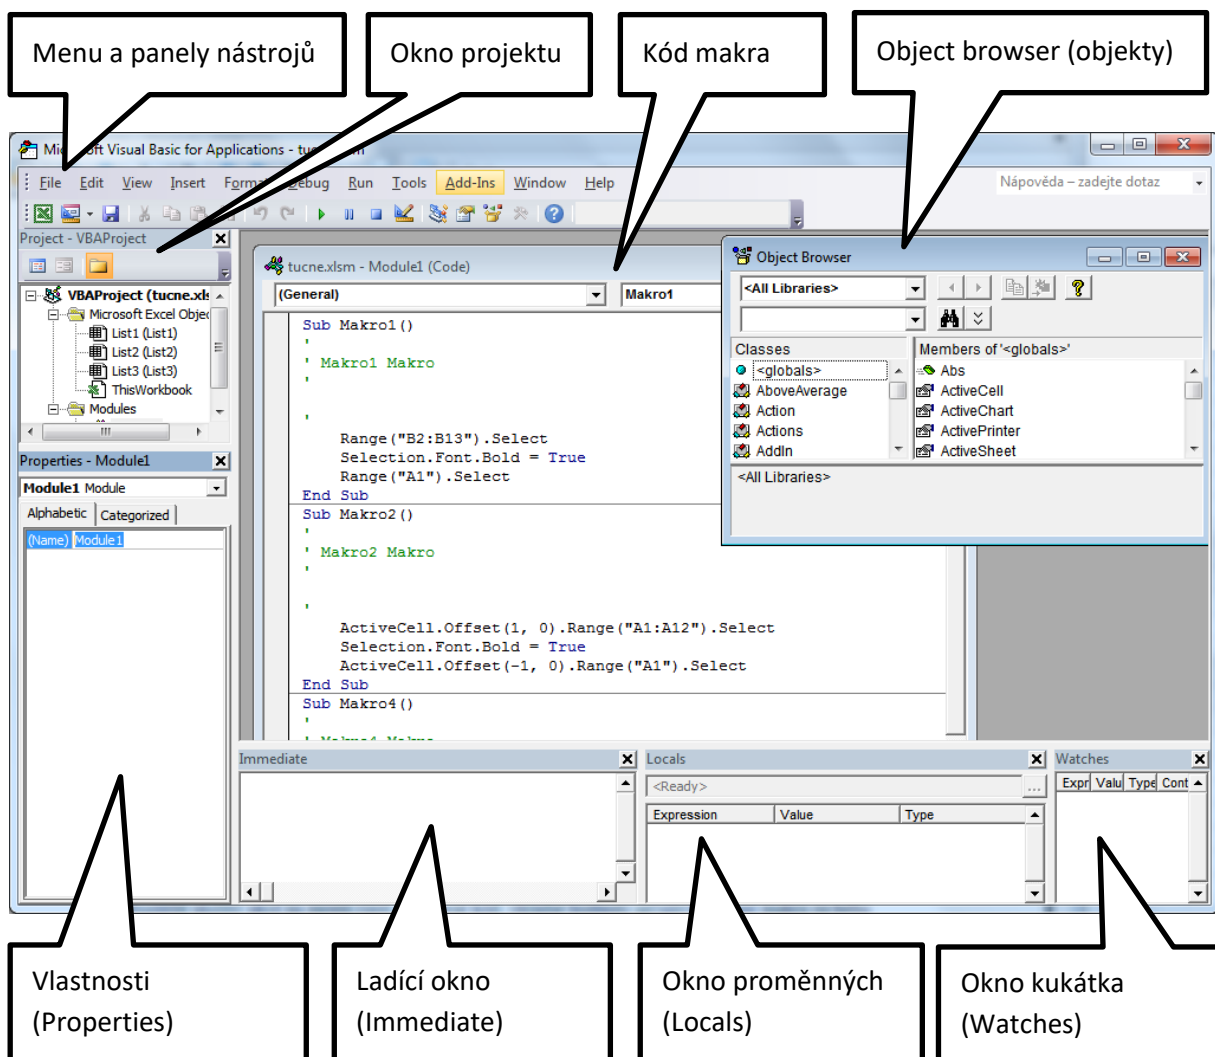 Menu a panely nástrojů
Okno projektu
Kód makra
Object browser (objekty)
Microsoft Visual Basic for Applications -
File Edit View Insert Format Debug Run Tools Add-Ins Window Help
Nápověda – zadejte dotaz
Project - VBAProject
VBAProject (tucne.xl
Microsoft Excel Objec
List1 (List1)
List2 (List2)
List3 (List3)
ThisWorkbook
Modules
Properties - Module1
Module1 Module
Alphabetic Categorized
(Name) Module1
tucne.xlsm - Module1 (Code)
(General)
Makro1
Sub Makro1()
'
' Makro1 Makro
'
'
Range("B2:B13").Select
Selection.Font.Bold = True
Range("A1").Select
End Sub
Sub Makro2()
'
' Makro2 Makro
'
'
ActiveCell.Offset(1, 0).Range("A1:A12").Select
Selection.Font.Bold = True
ActiveCell.Offset(-1, 0).Range("A1").Select
End Sub
Sub Makro4()
'
' Makro4 Makro
Object Browser
<All Libraries>
Classes
Members of '<globals>'
<globals>
Abs
AboveAverage
ActiveCell
Action
ActiveChart
Actions
ActivePrinter
AddIn
ActiveSheet
<All Libraries>
Immediate
Locals
<Ready>
...
Expression Value Type
Watches
Expr Valu Type Cont
Vlastnosti
(Properties)
Ladící okno
(Immediate)
Okno proměnných
(Locals)
Okno kukátka
(Watches)